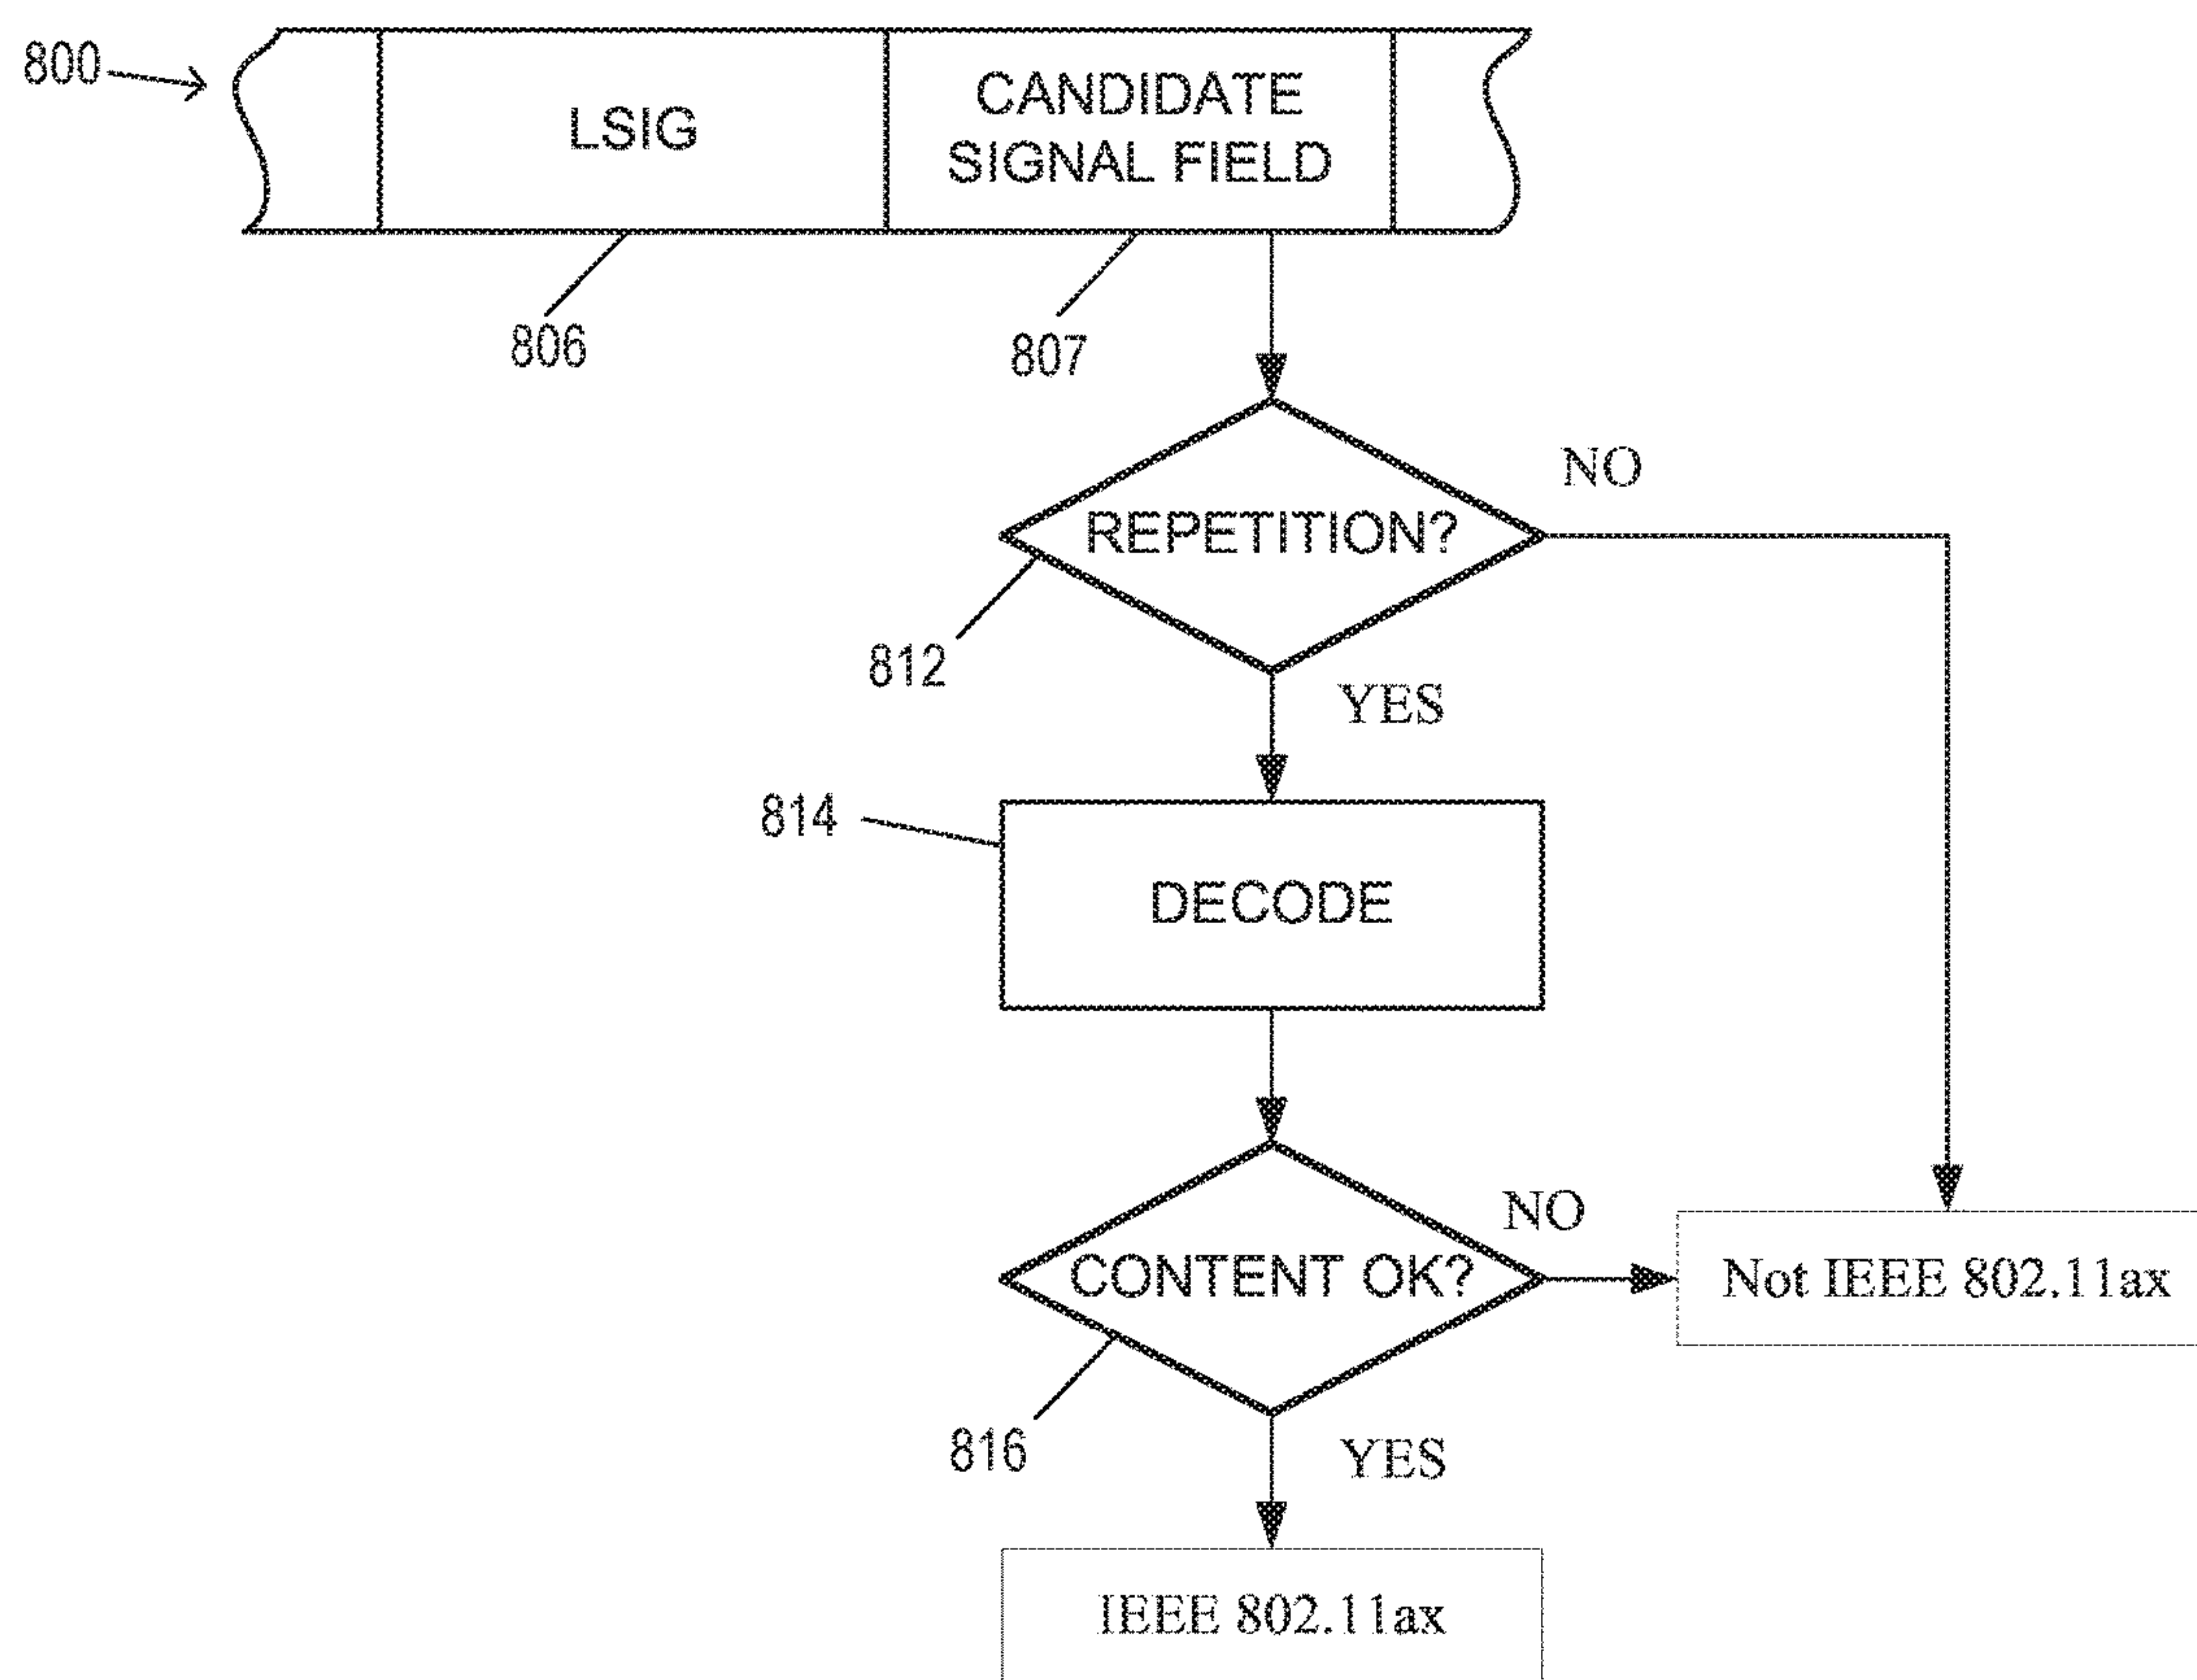 800
LSIG
CANDIDATE
SIGNAL FIELD
806
807
REPETITION?
NO
812
YES
814
DECODE
NO
CONTENT OK?
Not IEEE 802.11ax
816
YES
IEEE 802.11ax